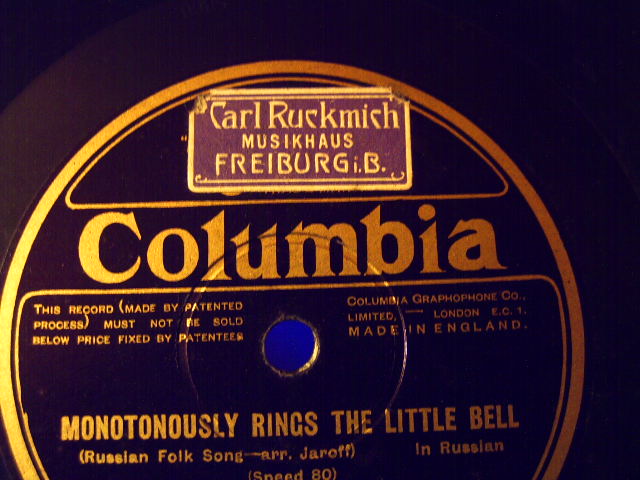 Carl Ruckmich
MUSIKHAUS
FREIBURG i.B.
Columbia
THIS RECORD (MADE BY PATENTED
PROCESS) MUST NOT BE SOLD
BELOW PRICE FIXED BY PATENTEES
COLUMBIA GRAPHOPHONE CO.,
LIMITED, — LONDON E.C. 1.
MADE IN ENGLAND.
MONOTONOUSLY RINGS THE LITTLE BELL
(Russian Folk Song—arr. Jaroff) In Russian
(Speed 80)